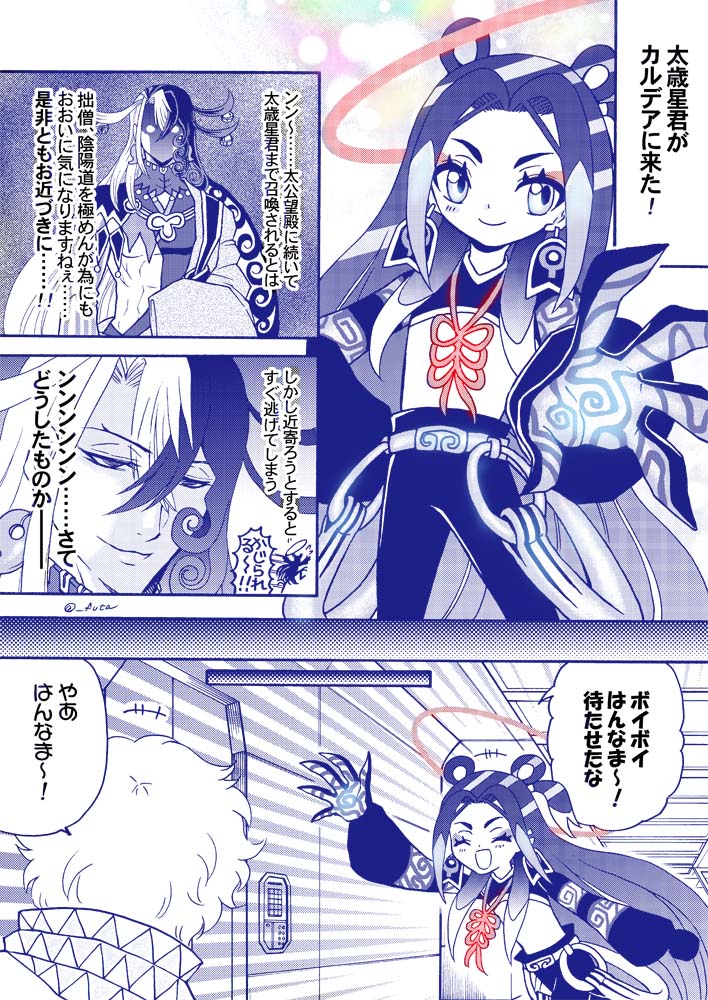 太歳星君が
カルデアに来た！
ンン〜……太公望殿に続いて
太歳星君まで召喚されるとは
拙僧、陰陽道を極めんが為にも
おおいに気になりますねぇ……
是非ともお近づきに……!!
しかし近寄ろうとすると
すぐ逃げてしまう
かじられ
る〜!!
ンンンンンン……さて
どうしたものか――
@_Auta
ボイボイ
はんなま〜！
待たせたな
やあ
はんなま〜！